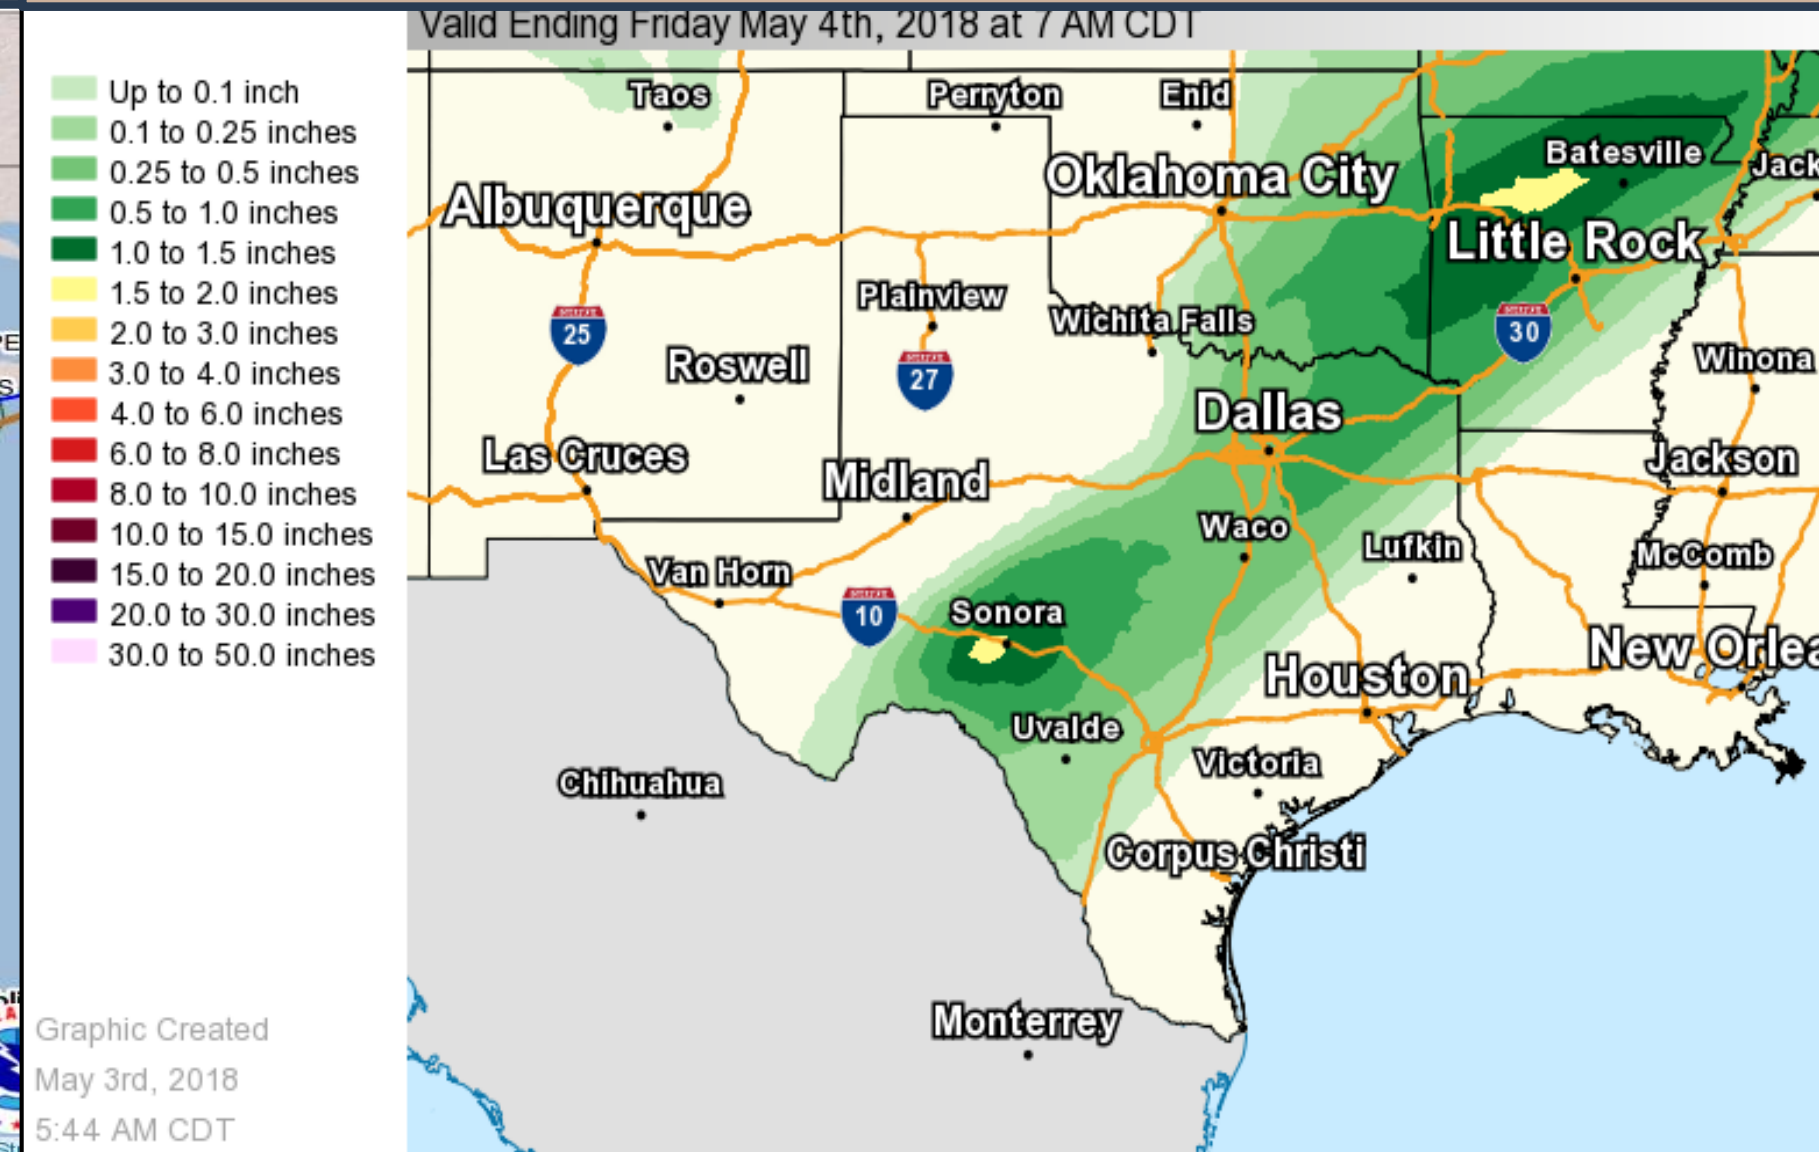 Valid Ending Friday May 4th, 2018 at 7 AM CDT
Up to 0.1 inch
0.1 to 0.25 inches
0.25 to 0.5 inches
0.5 to 1.0 inches
1.0 to 1.5 inches
1.5 to 2.0 inches
2.0 to 3.0 inches
3.0 to 4.0 inches
4.0 to 6.0 inches
6.0 to 8.0 inches
8.0 to 10.0 inches
10.0 to 15.0 inches
15.0 to 20.0 inches
20.0 to 30.0 inches
30.0 to 50.0 inches
Graphic Created
May 3rd, 2018
5:44 AM CDT
Taos
Perryton
Enid
Batesville
Jack
Oklahoma City
Albuquerque
Little Rock
Plainview
Wichita Falls
25
30
Roswell
27
Winona
Dallas
Las Cruces
Midland
Jackson
Waco
Lufkin
McComb
Van Horn
10
Sonora
New Orlea
Houston
Uvalde
Victoria
Chihuahua
Corpus Christi
Monterrey